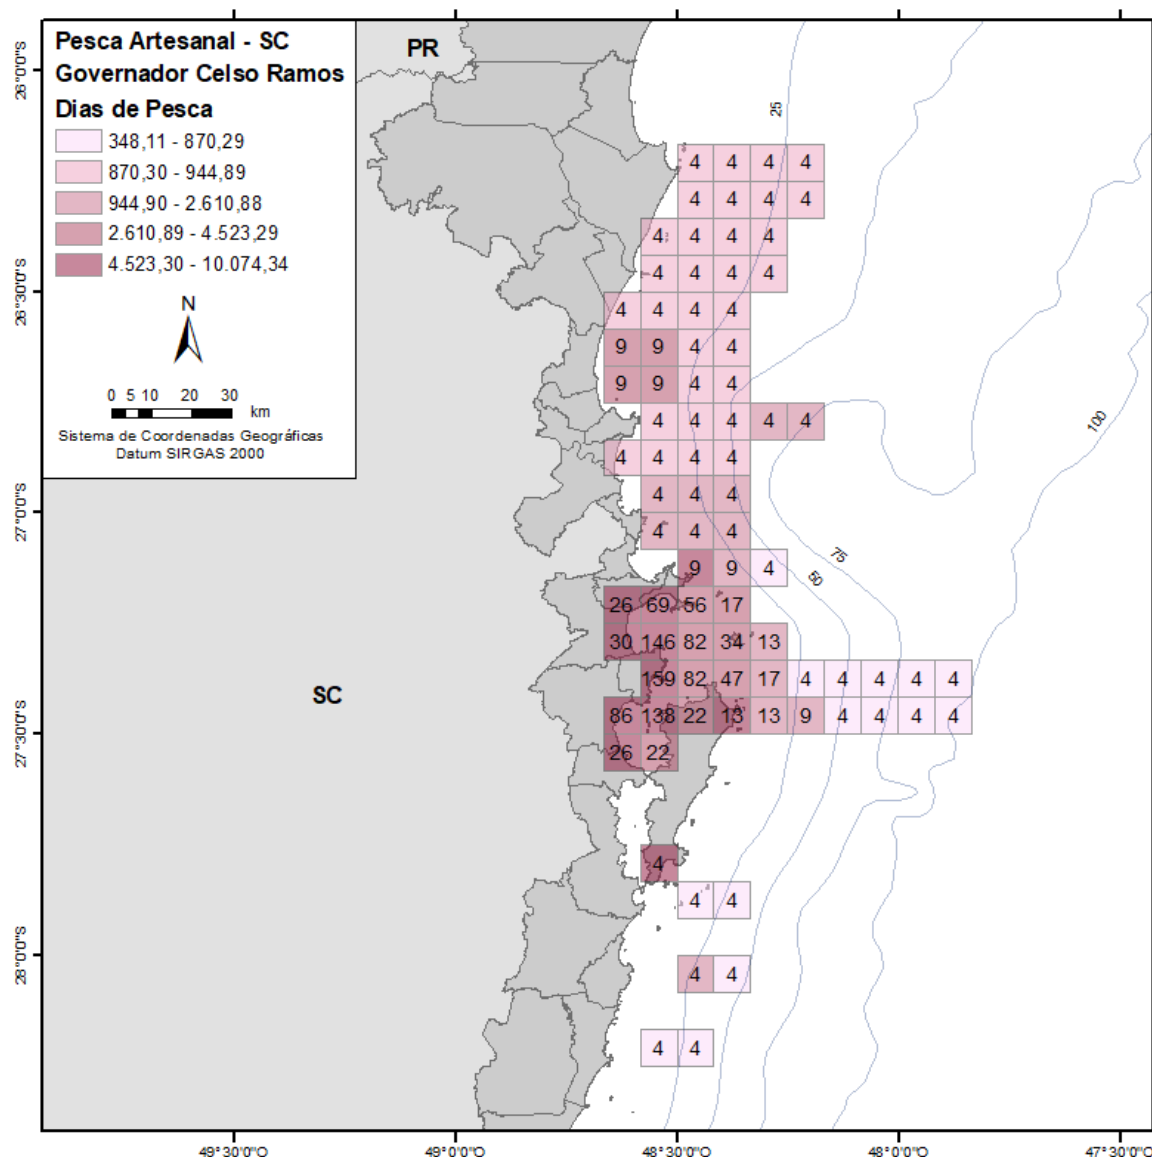 Pesca Artesanal - SC
Governador Celso Ramos
Dias de Pesca
348,11 - 870,29
870,30 - 944,89
944,90 - 2.610,88
2.610,89 - 4.523,29
4.523,30 - 10.074,34
N
0 5 10 20 30
km
Sistema de Coordenadas Geográficas
Datum SIRGAS 2000
PR
SC
25
100
75
50
4 4 4 4
4 4 4 4
4 4 4 4
4 4 4 4
4 4 4 4
9 9 4 4
9 9 4 4
4 4 4 4 4
4 4 4 4
4 4 4
4 4 4
9 9 4
26 69 56 17
30 146 82 34 13
159 82 47 17 4 4 4 4 4
86 138 22 13 13 9 4 4 4 4
26 22
4
4 4
4 4
4 4
26°0'0"S
26°30'0"S
27°0'0"S
27°30'0"S
28°0'0"S
49°30'0"O
49°0'0"O
48°30'0"O
48°0'0"O
47°30'0"O